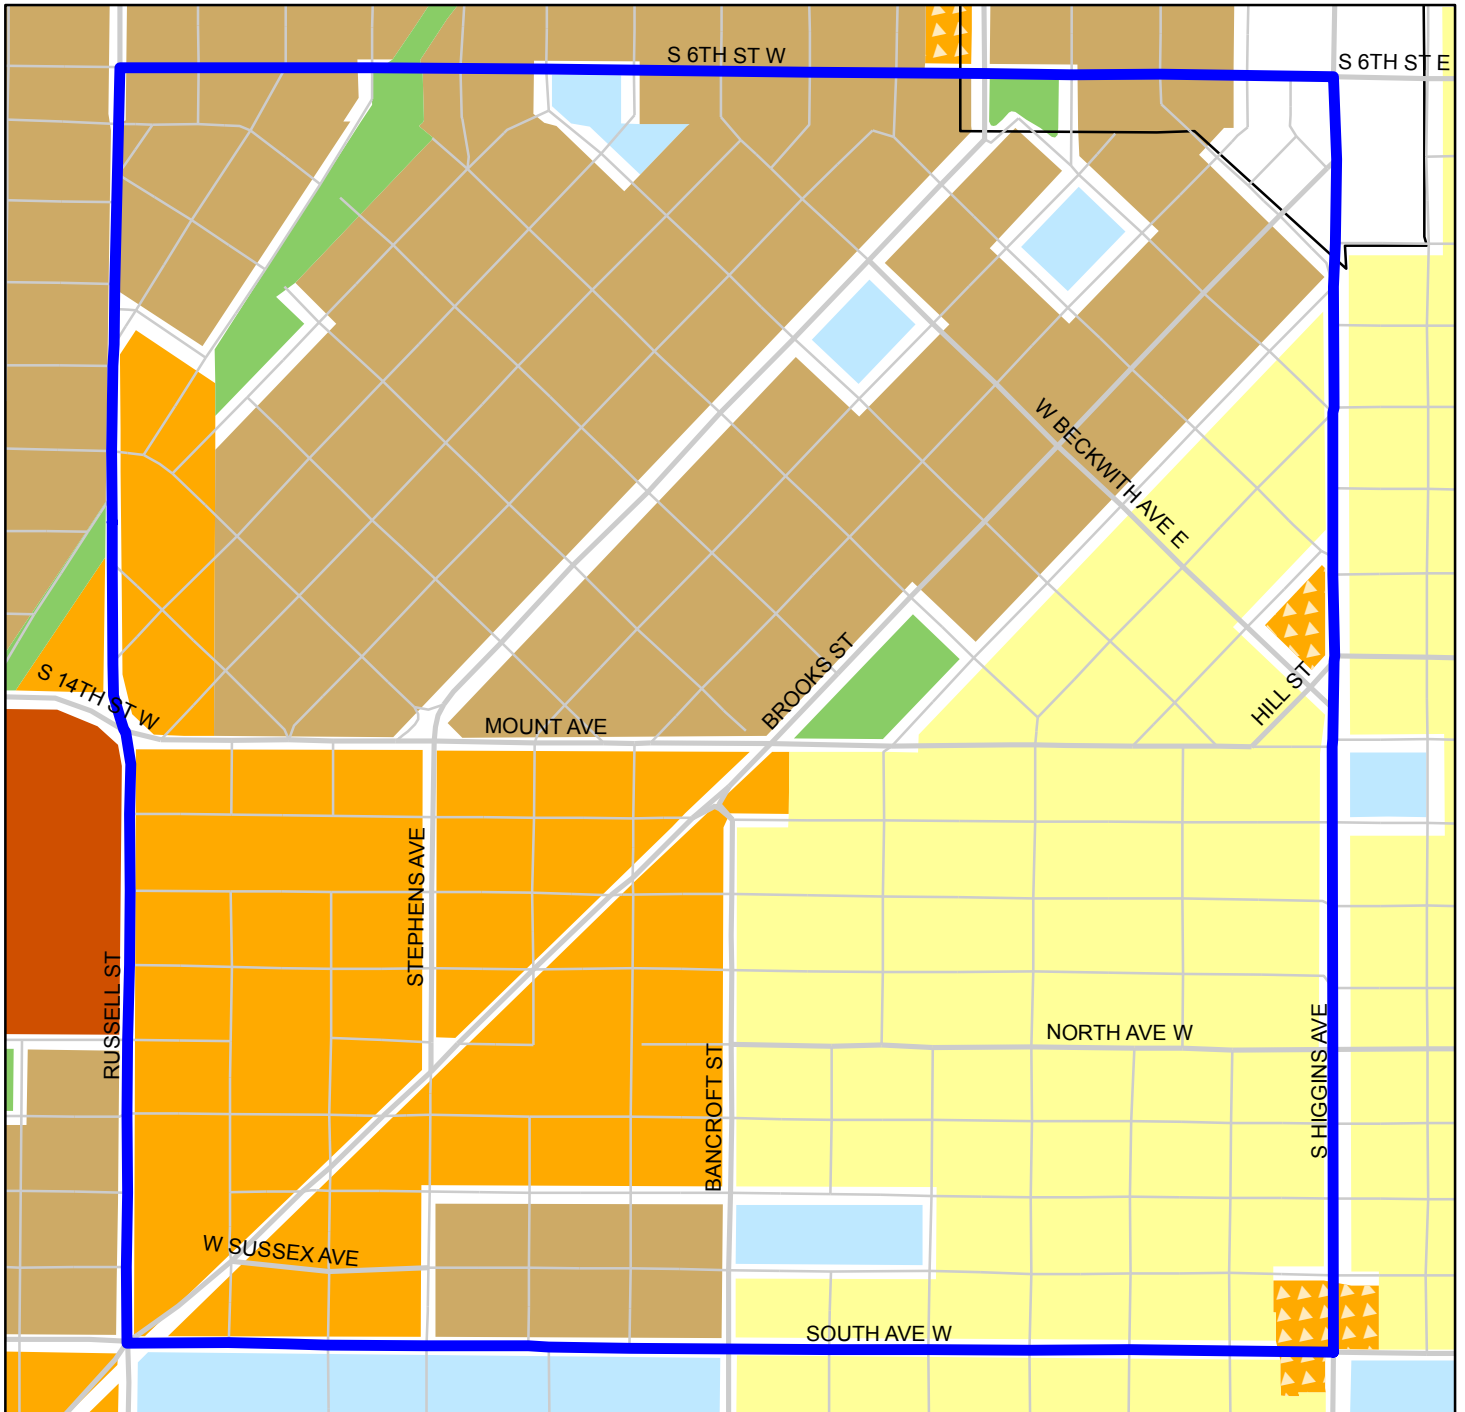 S 6TH ST W
S 6TH ST E
W BECKWITH AVE E
S 14TH ST W
MOUNT AVE
BROOKS ST
HILL ST
STEPHENS AVE
RUSSELL ST
NORTH AVE W
BANCROFT ST
S HIGGINS AVE
W SUSSEX AVE
SOUTH AVE W